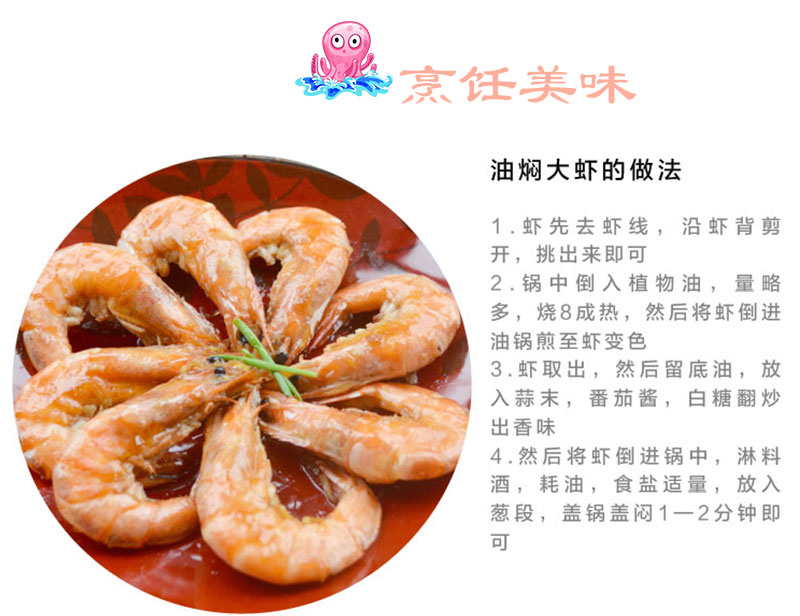 烹饪美味
油焖大虾的做法
1.虾先去虾线，沿虾背剪
开，挑出来即可
2.锅中倒入植物油，量略
多，烧8成热，然后将虾倒进
油锅煎至虾变色
3.虾取出，然后留底油，放
入蒜末，番茄酱，白糖翻炒
出香味
4.然后将虾倒进锅中，淋料
酒，耗油，食盐适量，放入
葱段，盖锅盖闷1一2分钟即
可